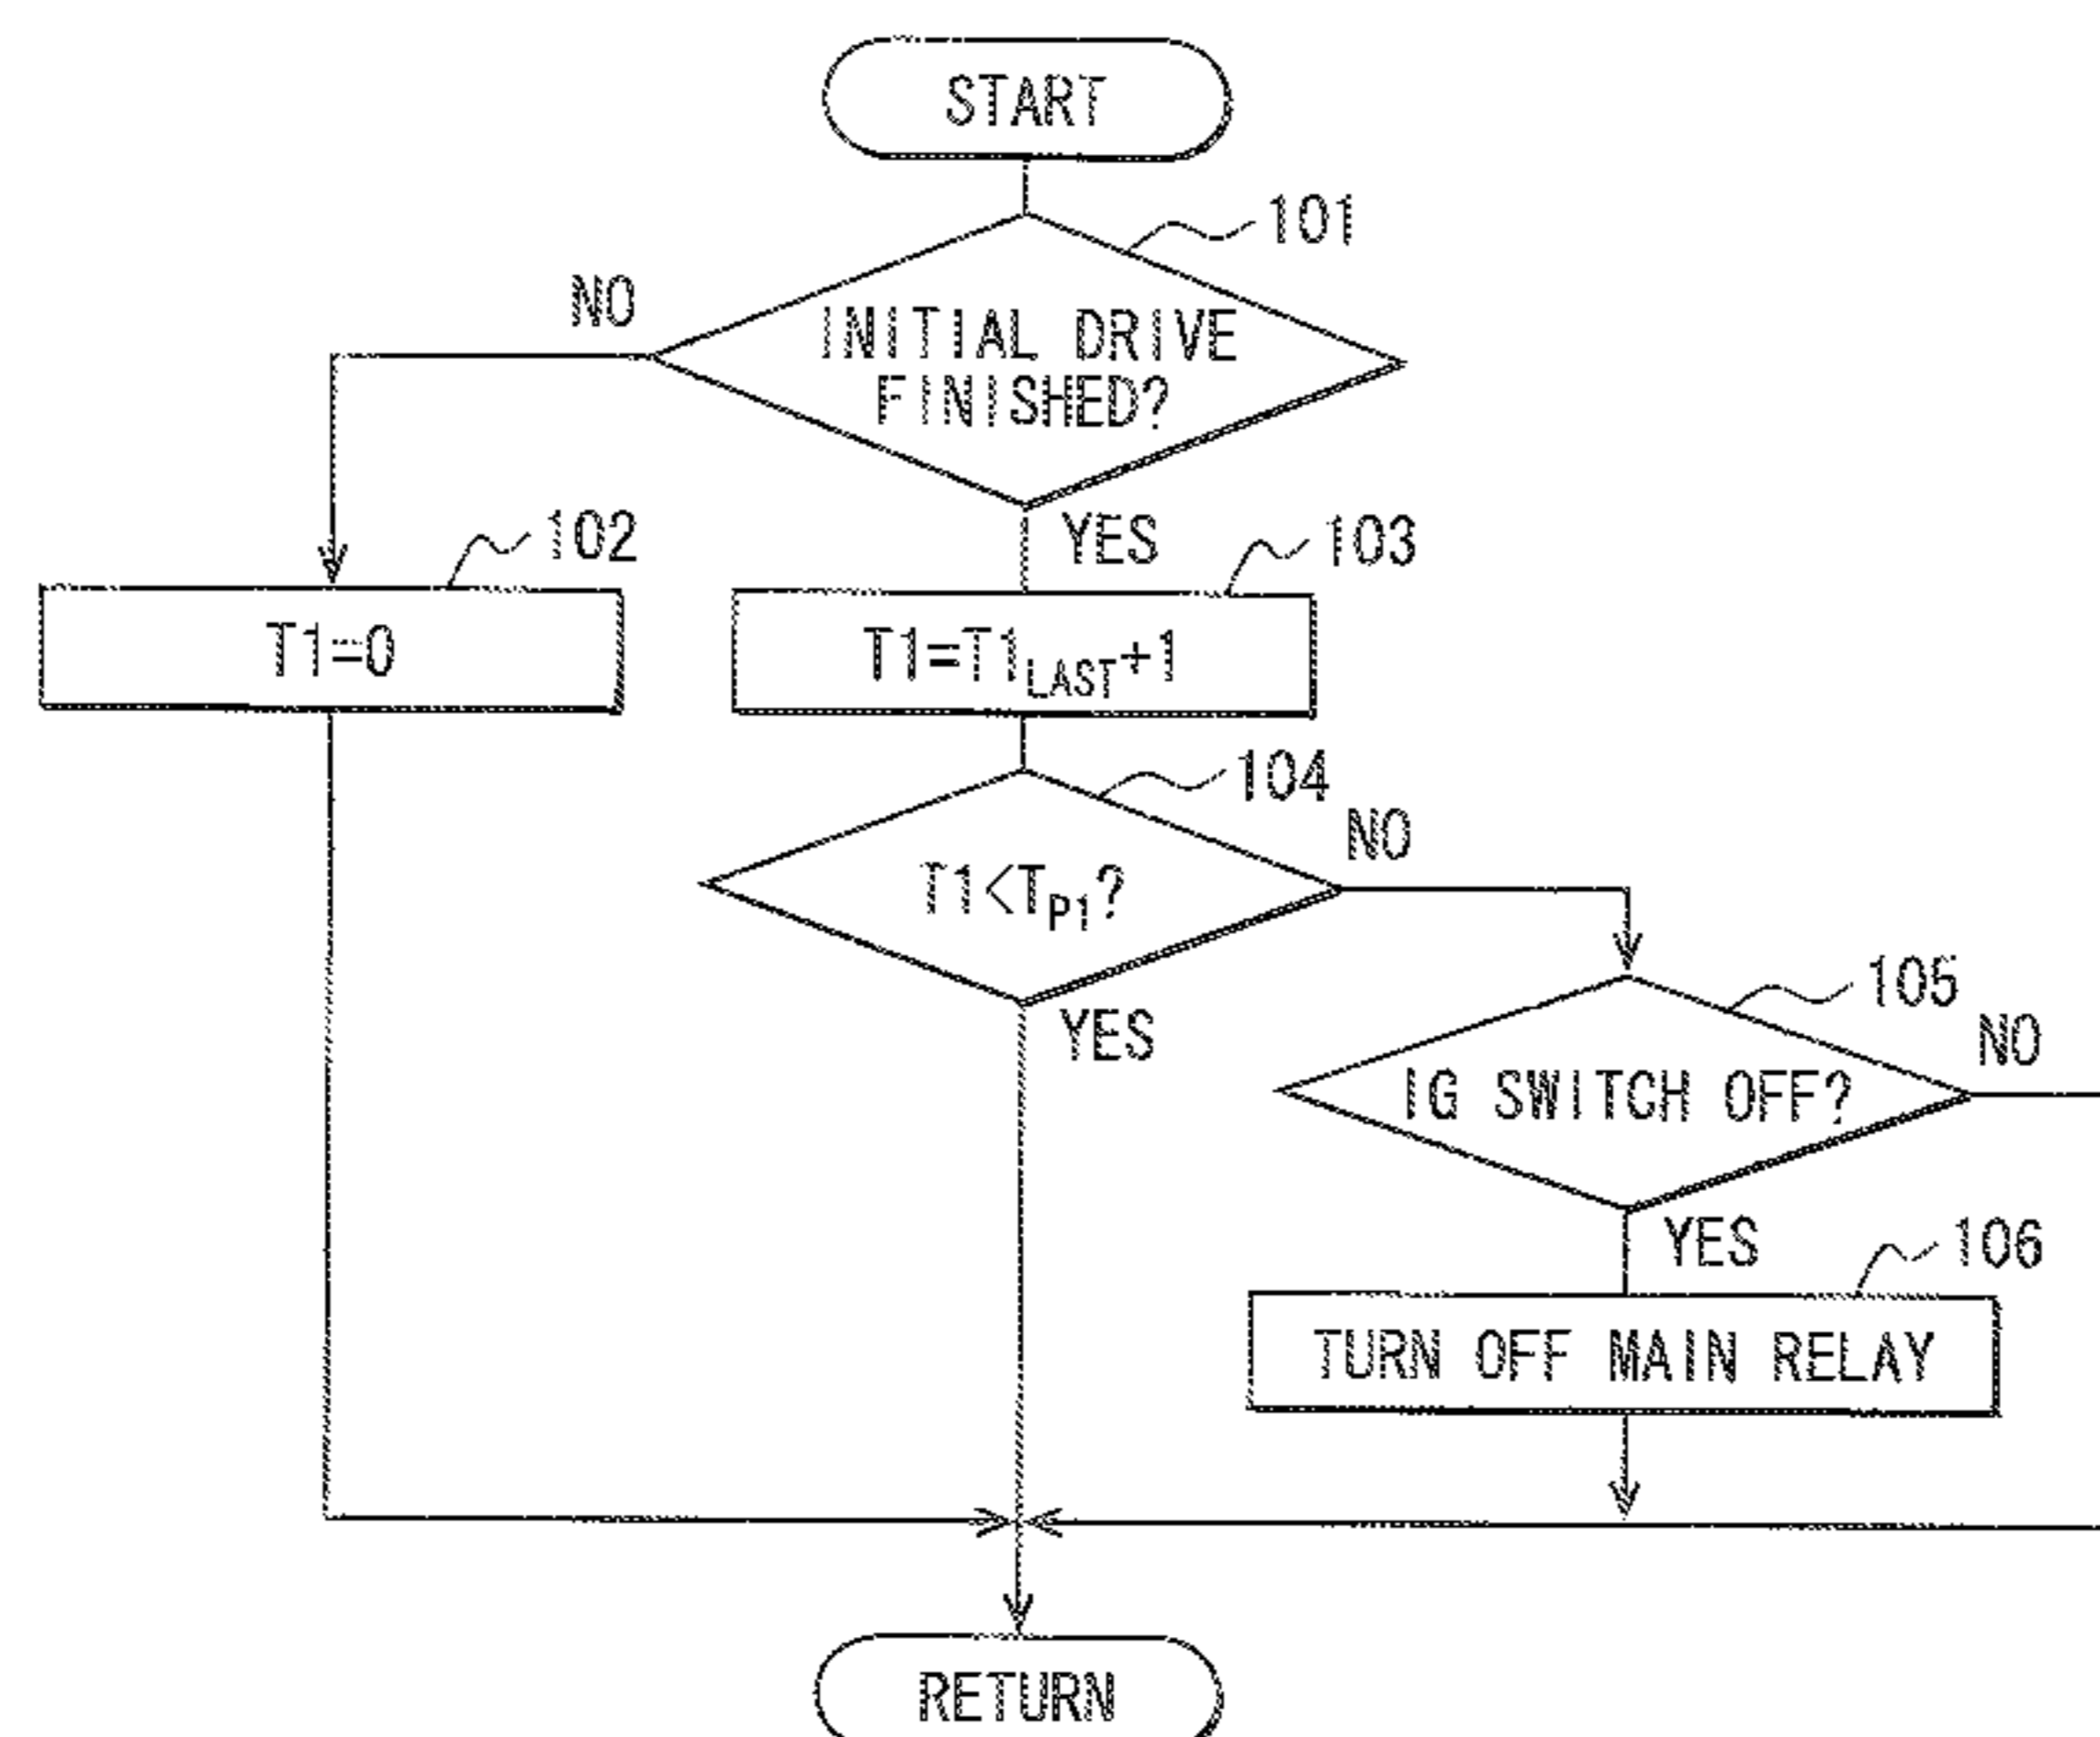 START
101
NO
INITIAL DRIVE
FINISHED?
YES
102
103
T1=0
T1=T1LAST+1
104
NO
T1<TP1?
YES
105
NO
IG SWITCH OFF?
YES
106
TURN OFF MAIN RELAY
RETURN